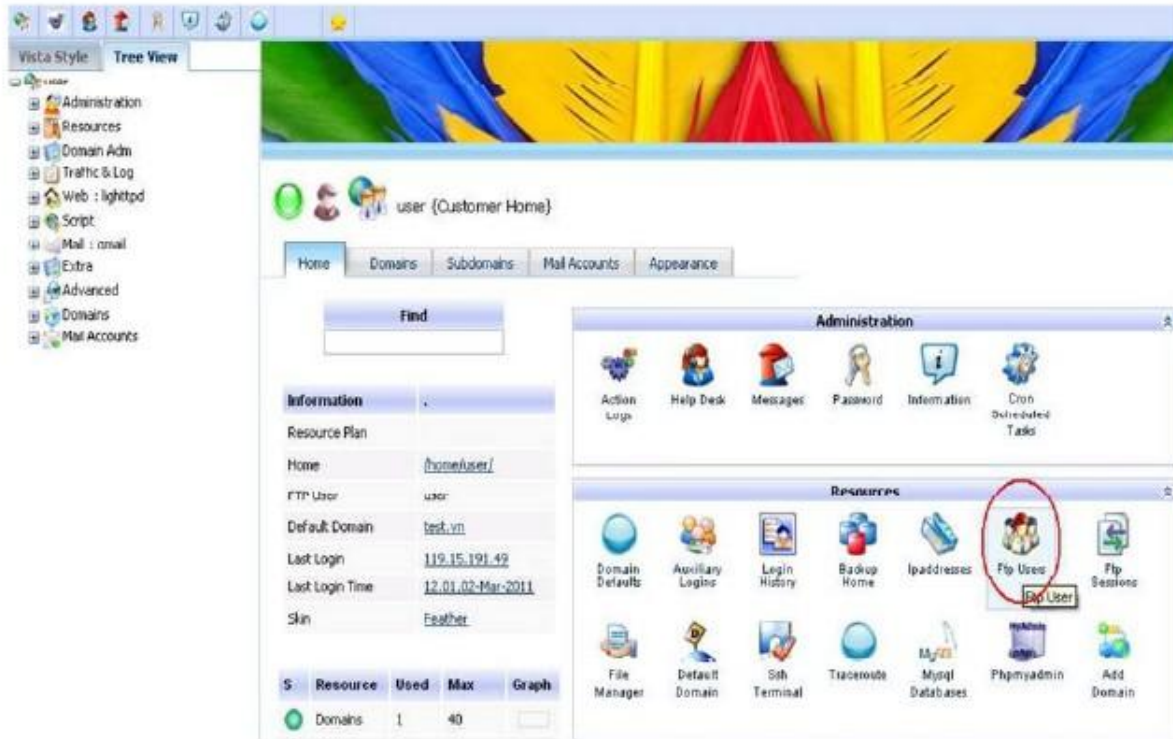 Vista Style Tree View
user
Administration
Resources
Domain Adm
Traffic & Log
Web : lighttpd
Script
Mail : qmail
Extra
Advanced
Domains
Mail Accounts
user {Customer Home}
Home Domains Subdomains Mail Accounts Appearance
Find
Information .
Resource Plan
Home /home/user/
FTP User user
Default Domain test.vn
Last Login 119.15.191.49
Last Login Time 12.01.02-Mar-2011
Skin Feather
S Resource Used Max Graph
Domains 1 40
Administration
Action Logs
Help Desk
Messages
Password
Information
Cron Scheduled Tasks
Resources
Domain Defaults
Auxiliary Logins
Login History
Backup Home
Ipaddresses
Ftp Users
Ftp Sessions
Ftp User
File Manager
Default Domain
Ssh Terminal
Traceroute
Mysql Databases
Phpmyadmin
Add Domain